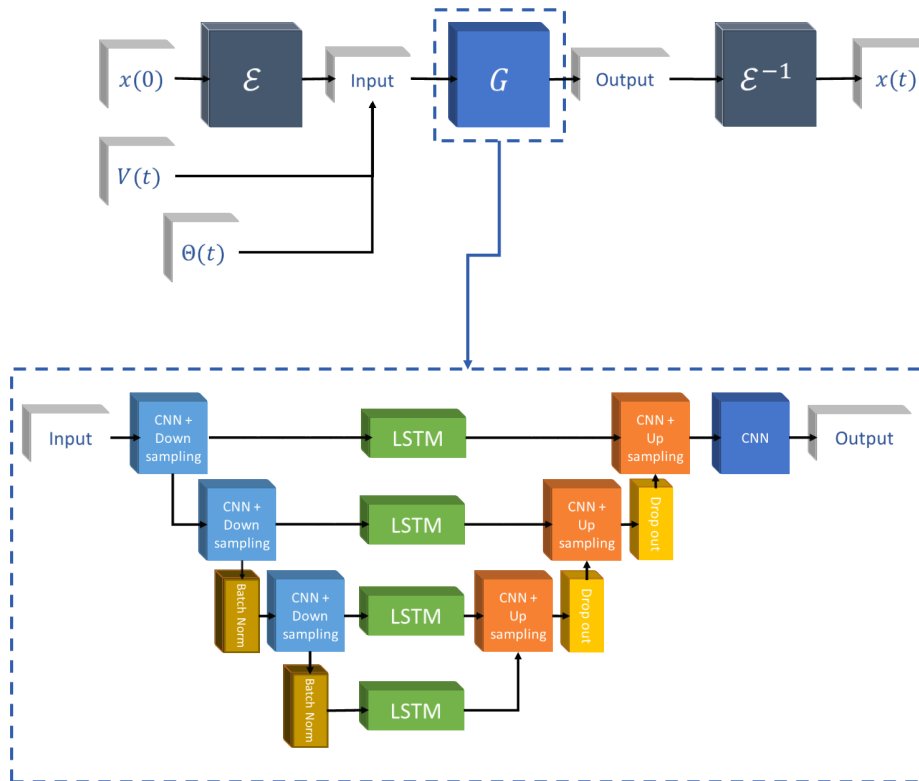 x(0)
ℰ
Input
G
Output
ℰ⁻¹
x(t)
V(t)
Θ(t)
Input
CNN +
Down
sampling
LSTM
CNN +
Up
sampling
CNN
Output
CNN +
Down
sampling
LSTM
CNN +
Up
sampling
Drop out
Batch Norm
CNN +
Down
sampling
LSTM
CNN +
Up
sampling
Drop out
Batch Norm
LSTM